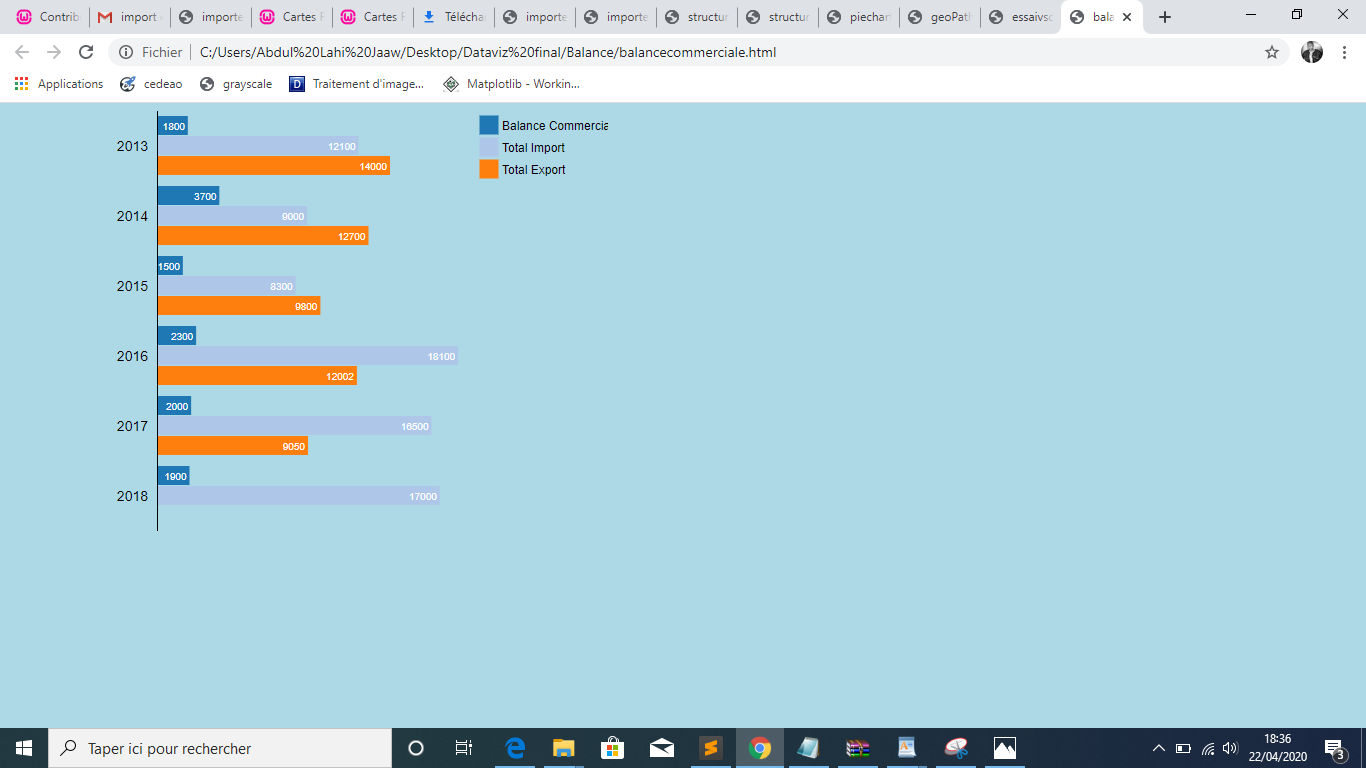 Contrib
import
importe
Cartes F
Cartes F
Télécha
importe
importe
structur
structur
piechar
geoPath
essaivsc
bala
Fichier
C:/Users/Abdul%20Lahi%20Jaaw/Desktop/Dataviz%20final/Balance/balancecommerciale.html
Applications
cedeao
grayscale
D
Traitement d'image...
Matplotlib - Workin...
Balance Commercia
Total Import
Total Export
2013
1800
12100
14000
2014
3700
9000
12700
2015
1500
8300
9800
2016
2300
18100
12002
2017
2000
16500
9050
2018
1900
17000
Taper ici pour rechercher
18:36
22/04/2020
3